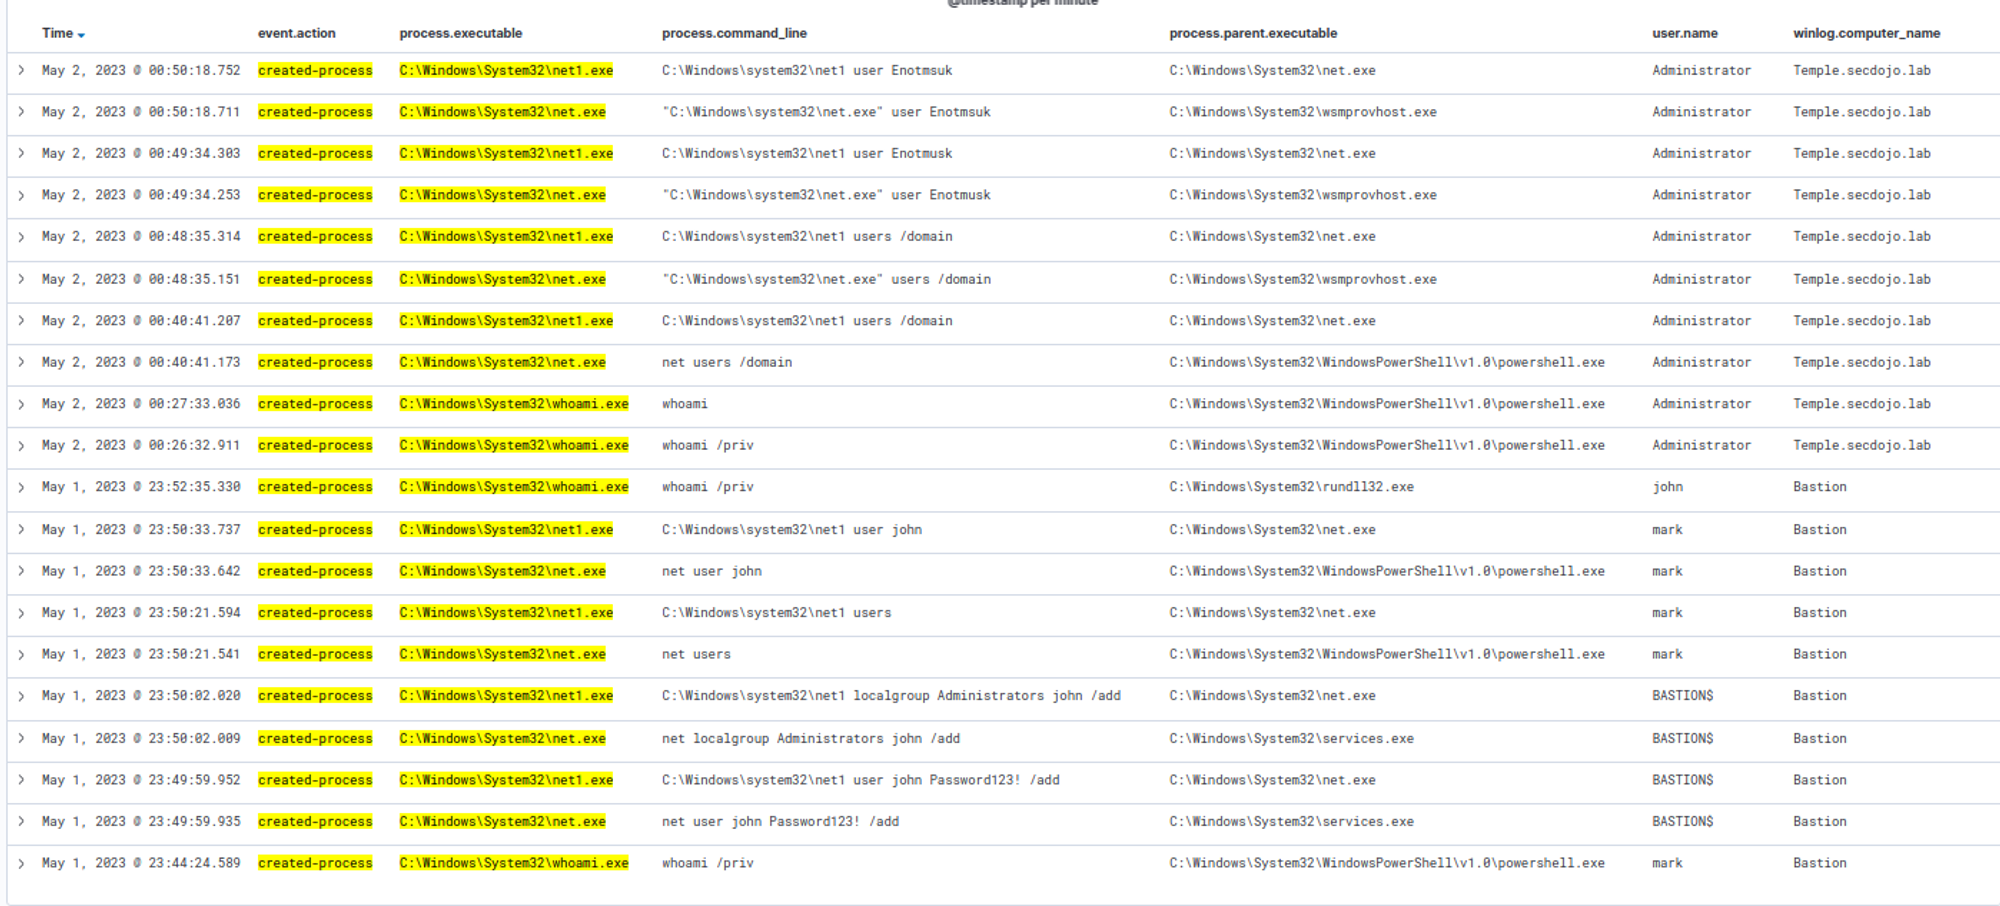 @timestamp per minute
Time event.action process.executable process.command_line process.parent.executable user.name winlog.computer_name
May 2, 2023 @ 00:50:18.752 created-process C:\Windows\System32\net1.exe C:\Windows\system32\net1 user Enotmsuk C:\Windows\System32\net.exe Administrator Temple.secdojo.lab
May 2, 2023 @ 00:50:18.711 created-process C:\Windows\System32\net.exe "C:\Windows\system32\net.exe" user Enotmsuk C:\Windows\System32\wsmprovhost.exe Administrator Temple.secdojo.lab
May 2, 2023 @ 00:49:34.303 created-process C:\Windows\System32\net1.exe C:\Windows\system32\net1 user Enotmusk C:\Windows\System32\net.exe Administrator Temple.secdojo.lab
May 2, 2023 @ 00:49:34.253 created-process C:\Windows\System32\net.exe "C:\Windows\system32\net.exe" user Enotmusk C:\Windows\System32\wsmprovhost.exe Administrator Temple.secdojo.lab
May 2, 2023 @ 00:48:35.314 created-process C:\Windows\System32\net1.exe C:\Windows\system32\net1 users /domain C:\Windows\System32\net.exe Administrator Temple.secdojo.lab
May 2, 2023 @ 00:48:35.151 created-process C:\Windows\System32\net.exe "C:\Windows\system32\net.exe" users /domain C:\Windows\System32\wsmprovhost.exe Administrator Temple.secdojo.lab
May 2, 2023 @ 00:40:41.207 created-process C:\Windows\System32\net1.exe C:\Windows\system32\net1 users /domain C:\Windows\System32\net.exe Administrator Temple.secdojo.lab
May 2, 2023 @ 00:40:41.173 created-process C:\Windows\System32\net.exe net users /domain C:\Windows\System32\WindowsPowerShell\v1.0\powershell.exe Administrator Temple.secdojo.lab
May 2, 2023 @ 00:27:33.036 created-process C:\Windows\System32\whoami.exe whoami C:\Windows\System32\WindowsPowerShell\v1.0\powershell.exe Administrator Temple.secdojo.lab
May 2, 2023 @ 00:26:32.911 created-process C:\Windows\System32\whoami.exe whoami /priv C:\Windows\System32\WindowsPowerShell\v1.0\powershell.exe Administrator Temple.secdojo.lab
May 1, 2023 @ 23:52:35.330 created-process C:\Windows\System32\whoami.exe whoami /priv C:\Windows\System32\rundll32.exe john Bastion
May 1, 2023 @ 23:50:33.737 created-process C:\Windows\System32\net1.exe C:\Windows\system32\net1 user john C:\Windows\System32\net.exe mark Bastion
May 1, 2023 @ 23:50:33.642 created-process C:\Windows\System32\net.exe net user john C:\Windows\System32\WindowsPowerShell\v1.0\powershell.exe mark Bastion
May 1, 2023 @ 23:50:21.594 created-process C:\Windows\System32\net1.exe C:\Windows\system32\net1 users C:\Windows\System32\net.exe mark Bastion
May 1, 2023 @ 23:50:21.541 created-process C:\Windows\System32\net.exe net users C:\Windows\System32\WindowsPowerShell\v1.0\powershell.exe mark Bastion
May 1, 2023 @ 23:50:02.020 created-process C:\Windows\System32\net1.exe C:\Windows\system32\net1 localgroup Administrators john /add C:\Windows\System32\net.exe BASTION$ Bastion
May 1, 2023 @ 23:50:02.009 created-process C:\Windows\System32\net.exe net localgroup Administrators john /add C:\Windows\System32\services.exe BASTION$ Bastion
May 1, 2023 @ 23:49:59.952 created-process C:\Windows\System32\net1.exe C:\Windows\system32\net1 user john Password123! /add C:\Windows\System32\net.exe BASTION$ Bastion
May 1, 2023 @ 23:49:59.935 created-process C:\Windows\System32\net.exe net user john Password123! /add C:\Windows\System32\services.exe BASTION$ Bastion
May 1, 2023 @ 23:44:24.589 created-process C:\Windows\System32\whoami.exe whoami /priv C:\Windows\System32\WindowsPowerShell\v1.0\powershell.exe mark Bastion